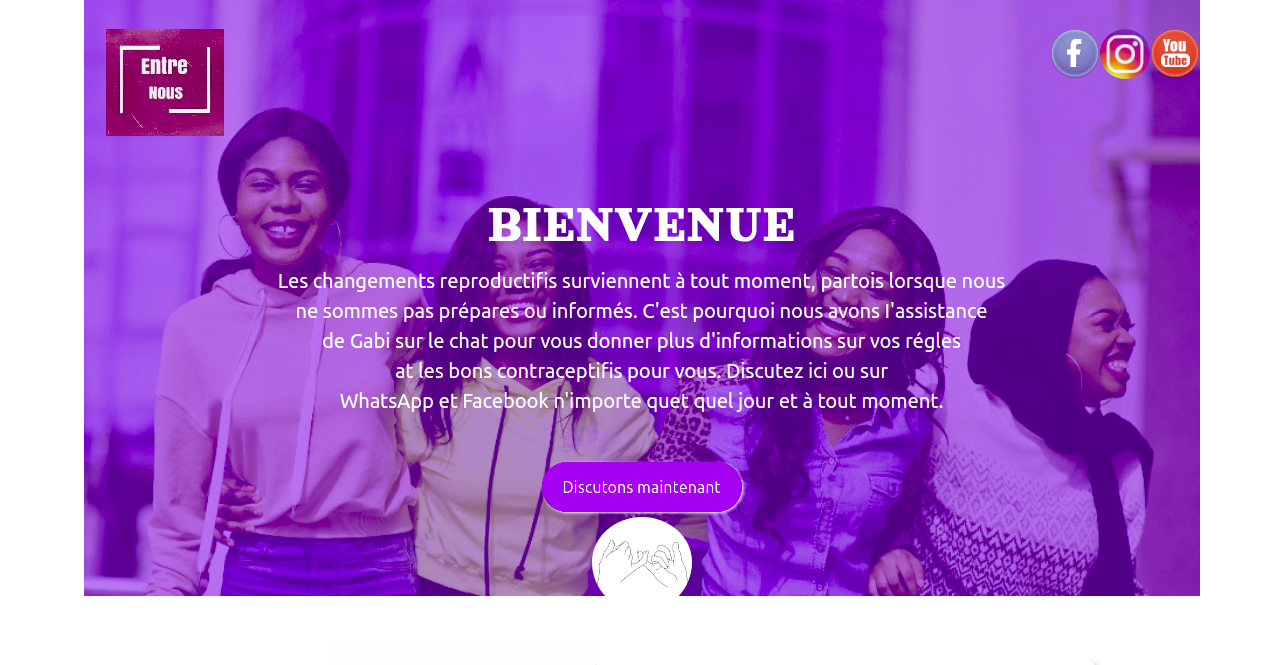 Entre
NOUS
f
You
Tube
BIENVENUE
Les changements reproductifis surviennent à tout moment, partois lorsque nous
ne sommes pas prépares ou informés. C'est pourquoi nous avons I'assistance
de Gabi sur le chat pour vous donner plus d'informations sur vos régles
at les bons contraceptifis pour vous. Discutez ici ou sur
WhatsApp et Facebook n'importe quet quel jour et à tout moment.
Discutons maintenant